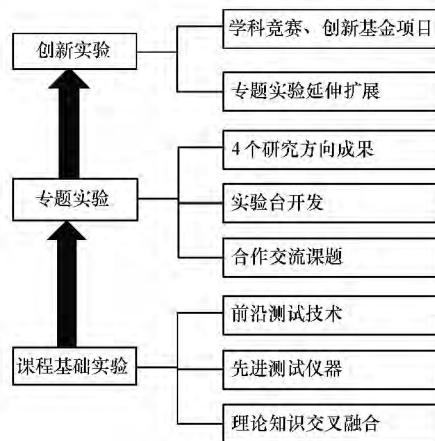 学科竞赛、创新基金项目
创新实验
专题实验延伸扩展
4个研究方向成果
专题实验
实验台开发
合作交流课题
前沿测试技术
课程基础实验
先进测试仪器
理论知识交叉融合